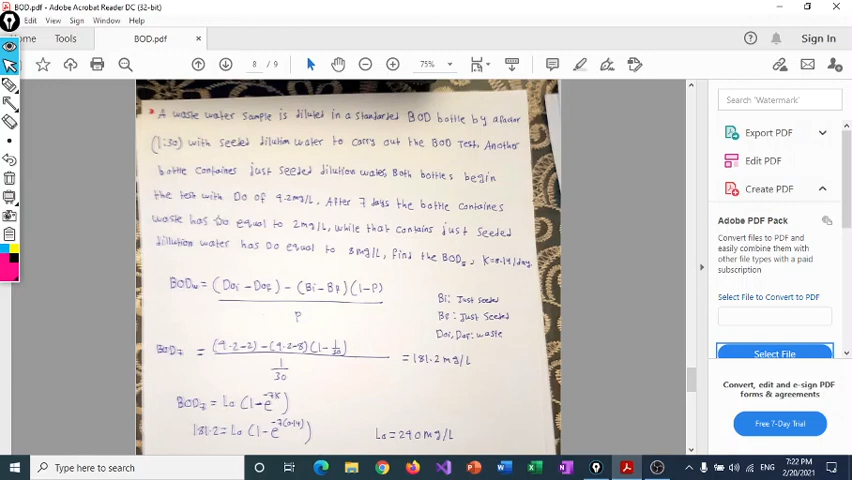 BOD.pdf - Adobe Acrobat Reader DC (32-bit)
Edit View Sign Window Help
Home Tools BOD.pdf × Sign In
8 / 9 75%
• A waste water sample is diluted in a standarted BOD bottle by a factor
(1:30) with seeded dilution water to carry out the BOD test. Another
bottle containes just seeded dilution water. Both bottles begin
the test with DO of 9.2mg/L, After 7 days the bottle containes
waste has DO equal to 2mg/L, while that contains just seeded
dillution water has DO equal to 8mg/L, find the BOD₅, K=0.14/day.
BODw = (Doi-Dof) - (Bi-Bf)(1-P)
P
Bi: Just seeded
Bf: Just Seeded
Doi, Dof: waste
BOD7 = (9.2-2)-(9.2-8)(1-1/30) = 181.2 mg/L
1
30
BOD7 = Lo (1-e^-7K)
181.2 = Lo (1-e^-7(0.14)) Lo = 290 mg/L
Search 'Watermark'
Export PDF
Edit PDF
Create PDF
Adobe PDF Pack
Convert files to PDF and
easily combine them with
other file types with a paid
subscription
Select File to Convert to PDF
Select File
Convert, edit and e-sign PDF
forms & agreements
Free 7-Day Trial
Type here to search
ENG
7:22 PM
2/20/2021